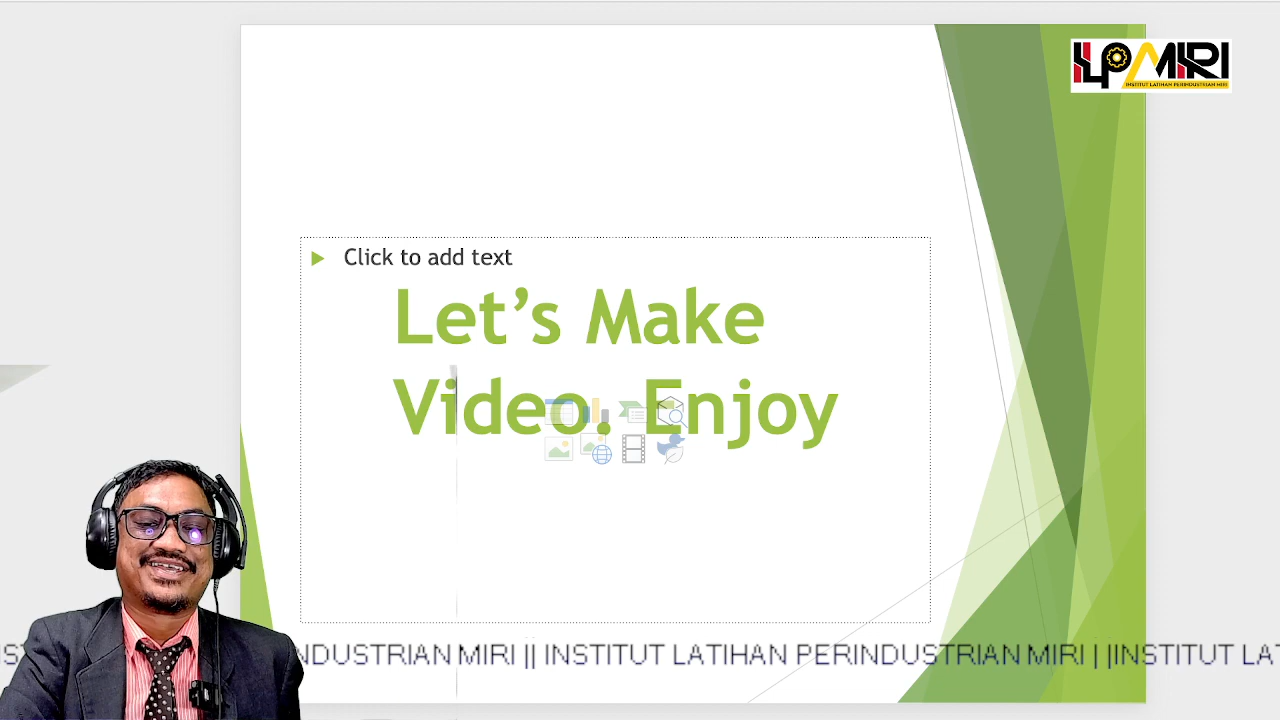 ILPMIRI
INSTITUT LATIHAN PERINDUSTRIAN MIRI
Click to add text
Let’s Make
Video. Enjoy
NDUSTRIAN MIRI || INSTITUT LATIHAN PERINDUSTRIAN MIRI | |INSTITUT LAT